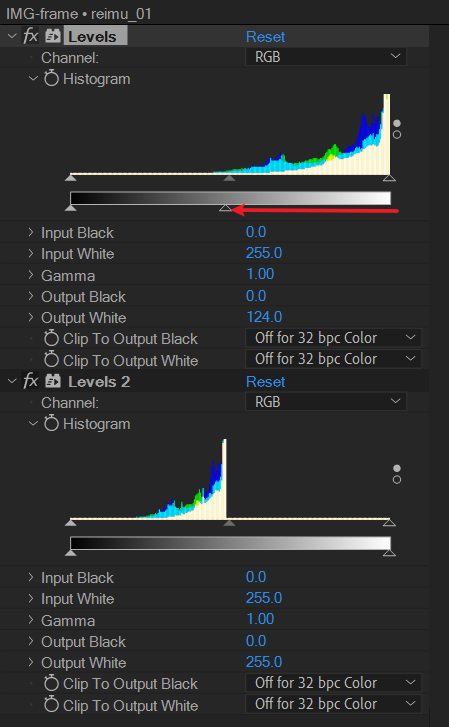 IMG-frame • reimu_01
fx Levels Reset
Channel: RGB
Histogram
Input Black 0.0
Input White 255.0
Gamma 1.00
Output Black 0.0
Output White 124.0
Clip To Output Black Off for 32 bpc Color
Clip To Output White Off for 32 bpc Color
fx Levels 2 Reset
Channel: RGB
Histogram
Input Black 0.0
Input White 255.0
Gamma 1.00
Output Black 0.0
Output White 255.0
Clip To Output Black Off for 32 bpc Color
Clip To Output White Off for 32 bpc Color